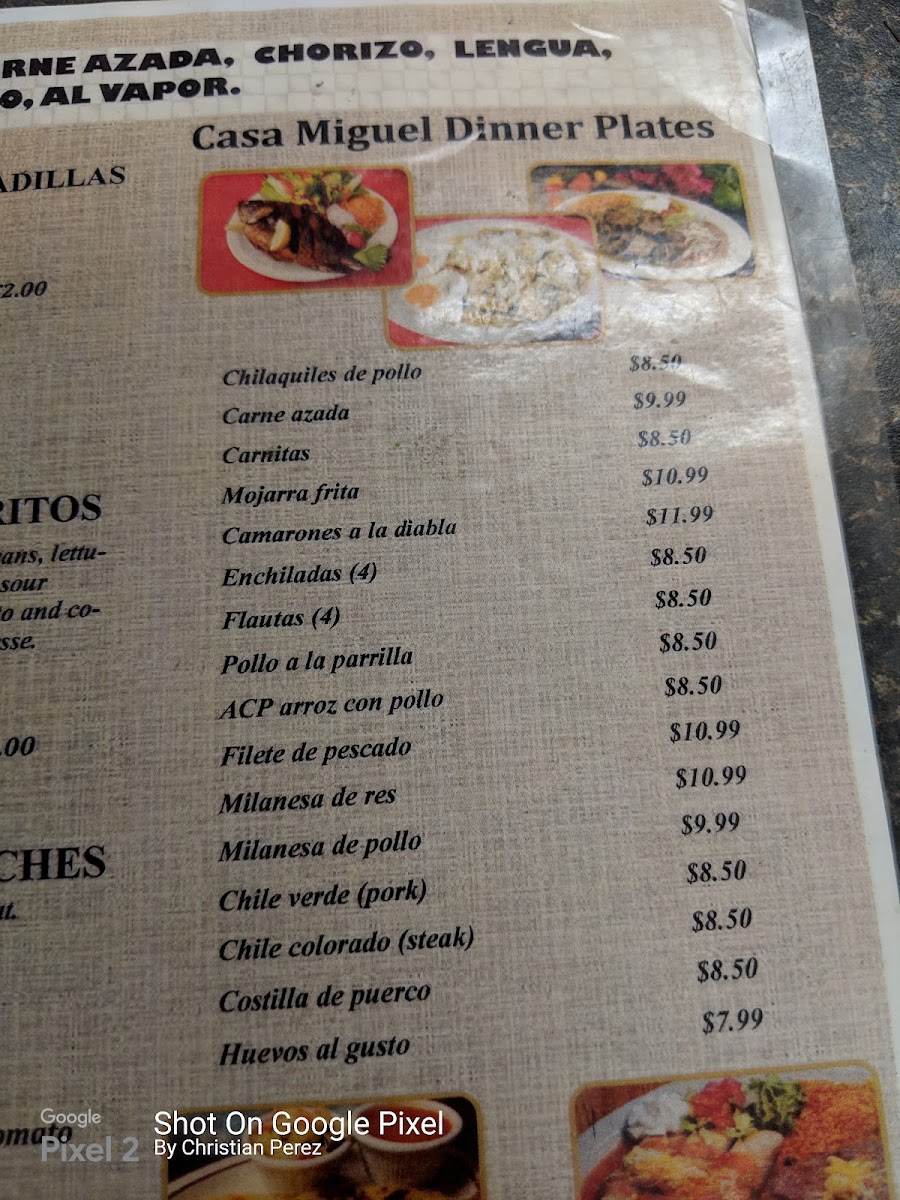 RNE AZADA, CHORIZO, LENGUA,
O, AL VAPOR.
Casa Miguel Dinner Plates
ADILLAS
2.00
Chilaquiles de pollo $8.50
Carne azada $9.99
Carnitas $8.50
Mojarra frita $10.99
Camarones a la diabla $11.99
Enchiladas (4) $8.50
Flautas (4) $8.50
Pollo a la parrilla $8.50
ACP arroz con pollo $8.50
Filete de pescado $10.99
Milanesa de res $10.99
Milanesa de pollo $9.99
Chile verde (pork) $8.50
Chile colorado (steak) $8.50
Costilla de puerco $8.50
Huevos al gusto $7.99
RITOS
ans, lettu-
sour
to and co-
sse.
.00
CHES
at.
omato
Google
Pixel 2
Shot On Google Pixel
By Christian Perez